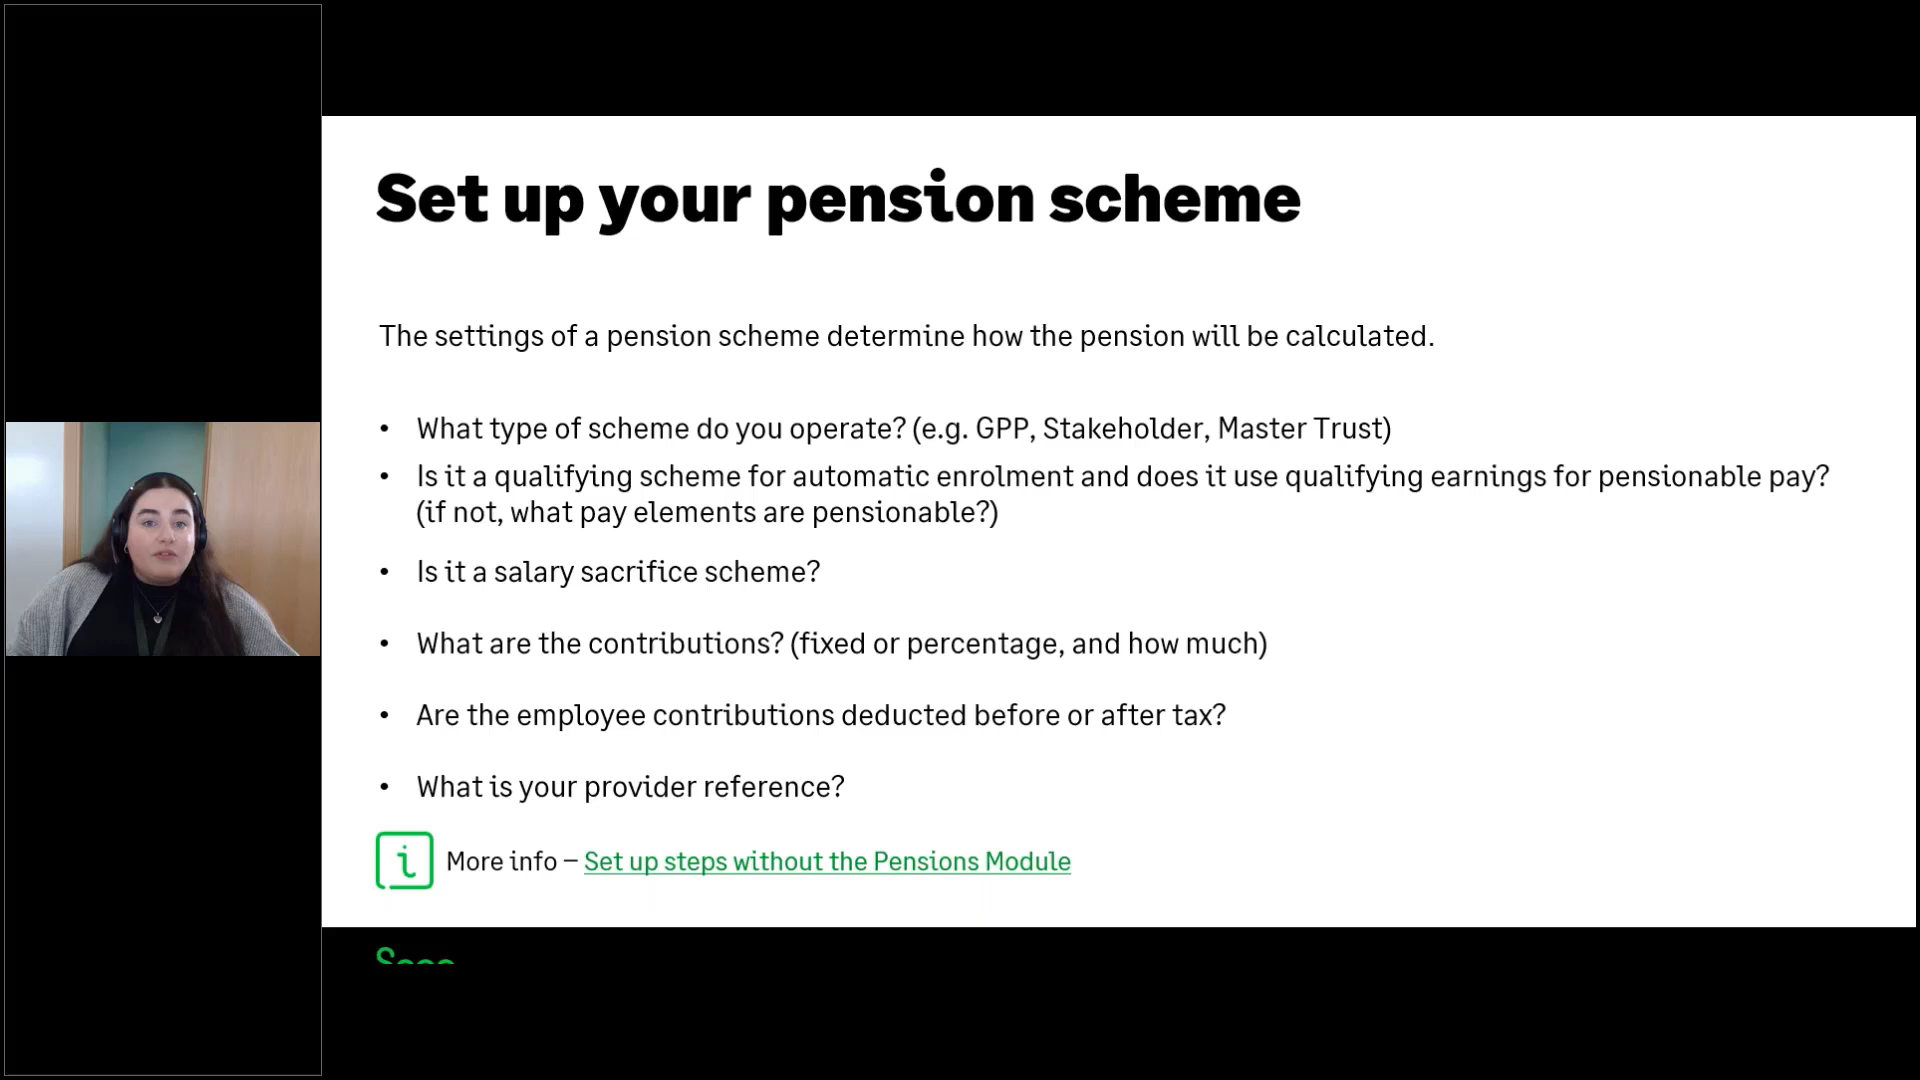 Set up your pension scheme
The settings of a pension scheme determine how the pension will be calculated.
• What type of scheme do you operate? (e.g. GPP, Stakeholder, Master Trust)
• Is it a qualifying scheme for automatic enrolment and does it use qualifying earnings for pensionable pay?
(if not, what pay elements are pensionable?)
• Is it a salary sacrifice scheme?
• What are the contributions? (fixed or percentage, and how much)
• Are the employee contributions deducted before or after tax?
• What is your provider reference?
i More info – Set up steps without the Pensions Module